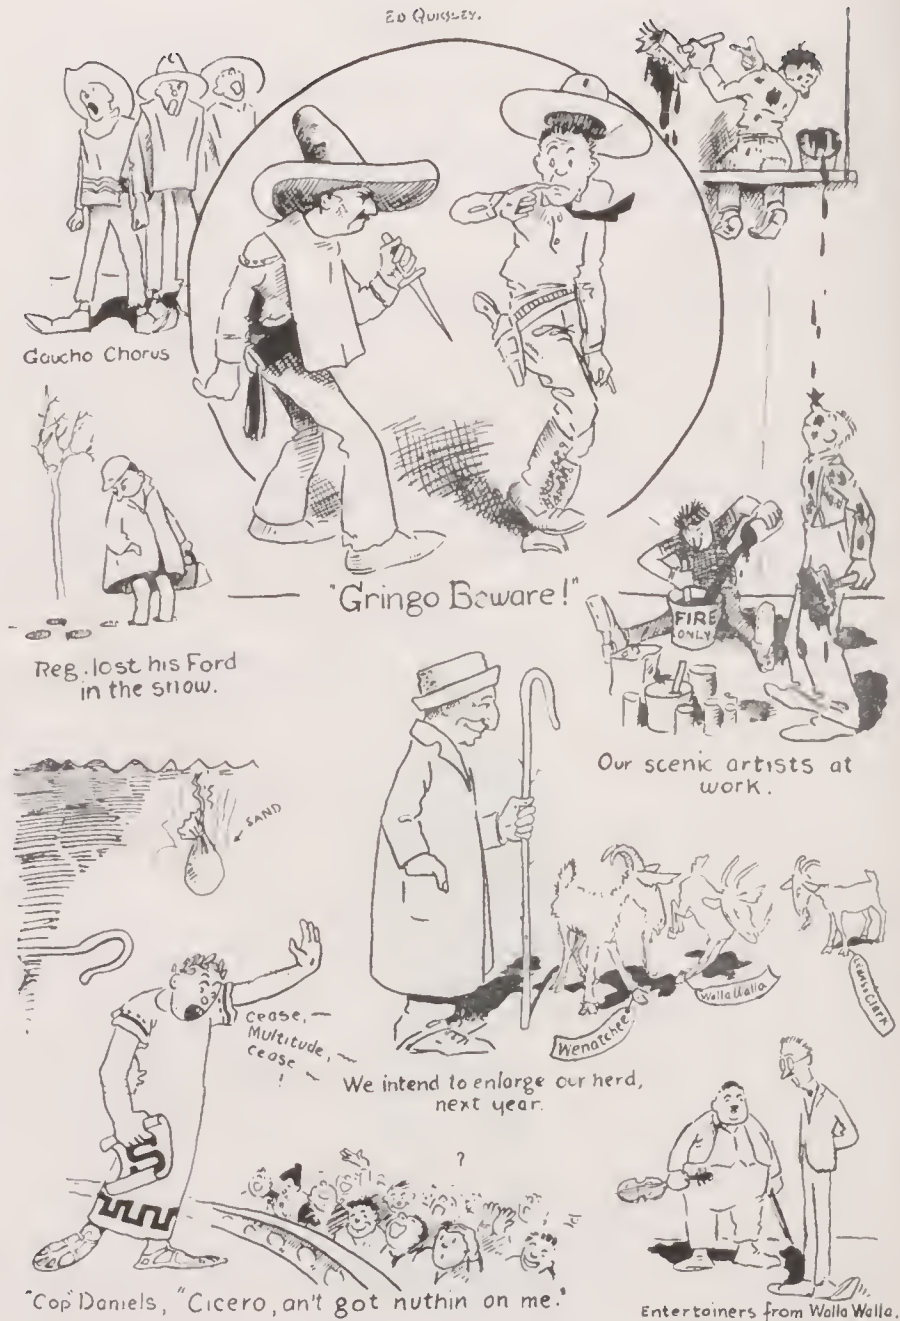 ED QUIGLEY.
Gaucho Chorus
"Gringo Beware!"
Reg. lost his Ford
in the snow.
FIRE
ONLY
Our scenic artists at
work.
SAND
Cease,—
Multitude,—
cease—
!
Wenatchee
Walla Walla
Clark
We intend to enlarge our herd,
next year.
?
"Cop" Daniels, "Cicero, an't got nuthin on me."
Entertainers from Walla Walla.